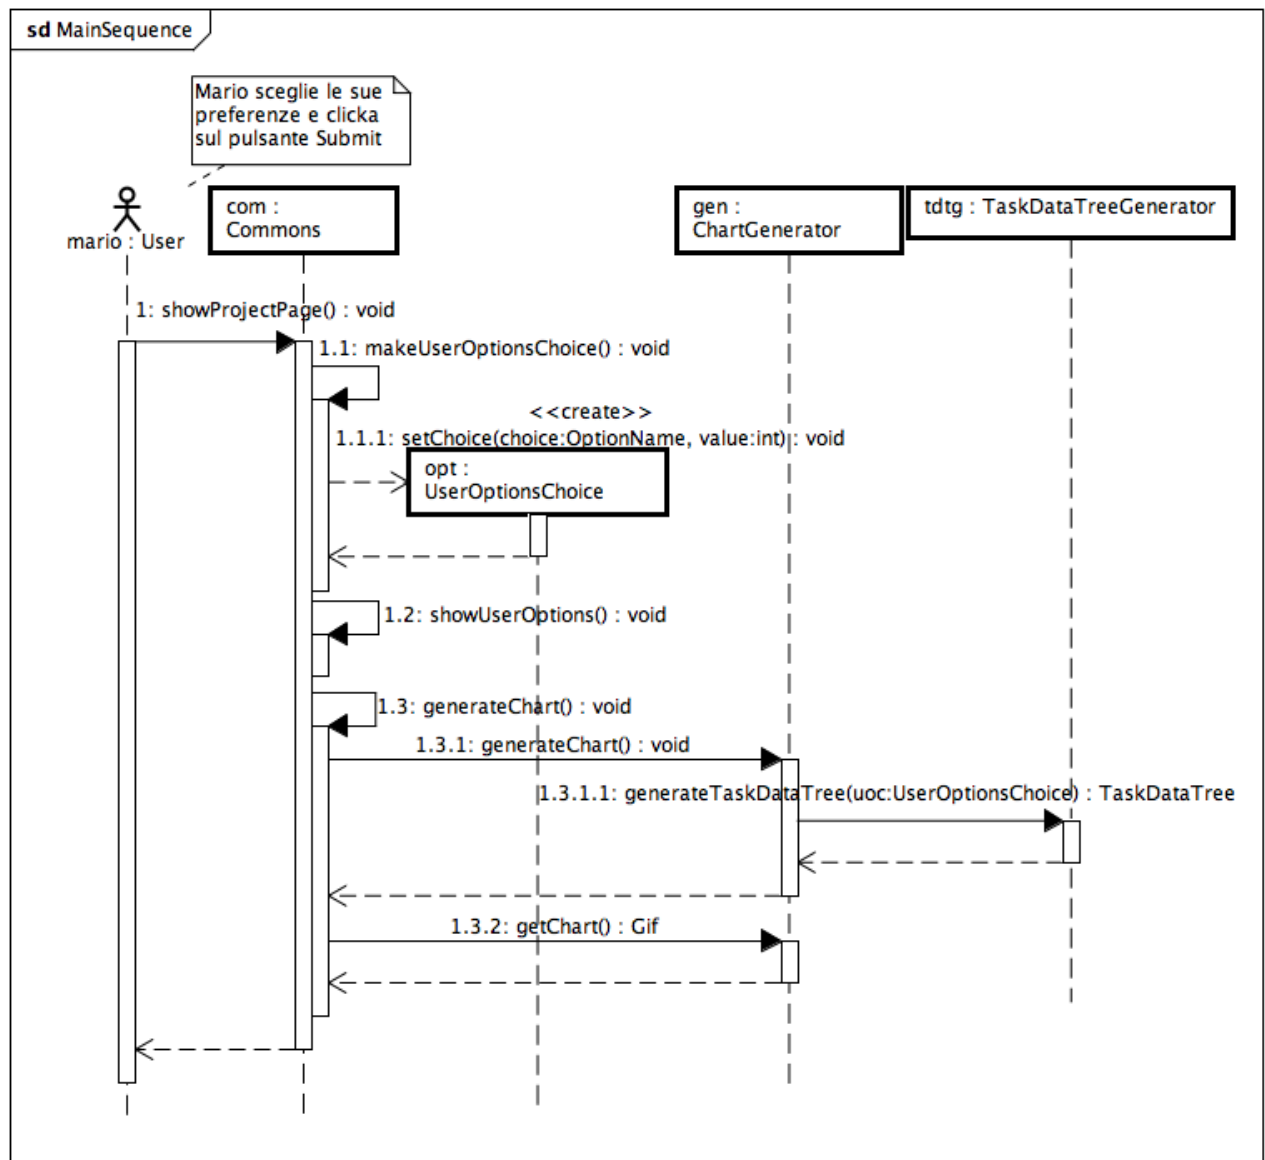 sd MainSequence
Mario sceglie le sue
preferenze e clicka
sul pulsante Submit
mario : User
com :
Commons
gen :
ChartGenerator
tdtg : TaskDataTreeGenerator
1: showProjectPage() : void
1.1: makeUserOptionsChoice() : void
<<create>>
1.1.1: setChoice(choice:OptionName, value:int) : void
opt :
UserOptionsChoice
1.2: showUserOptions() : void
1.3: generateChart() : void
1.3.1: generateChart() : void
1.3.1.1: generateTaskDataTree(uoc:UserOptionsChoice) : TaskDataTree
1.3.2: getChart() : Gif